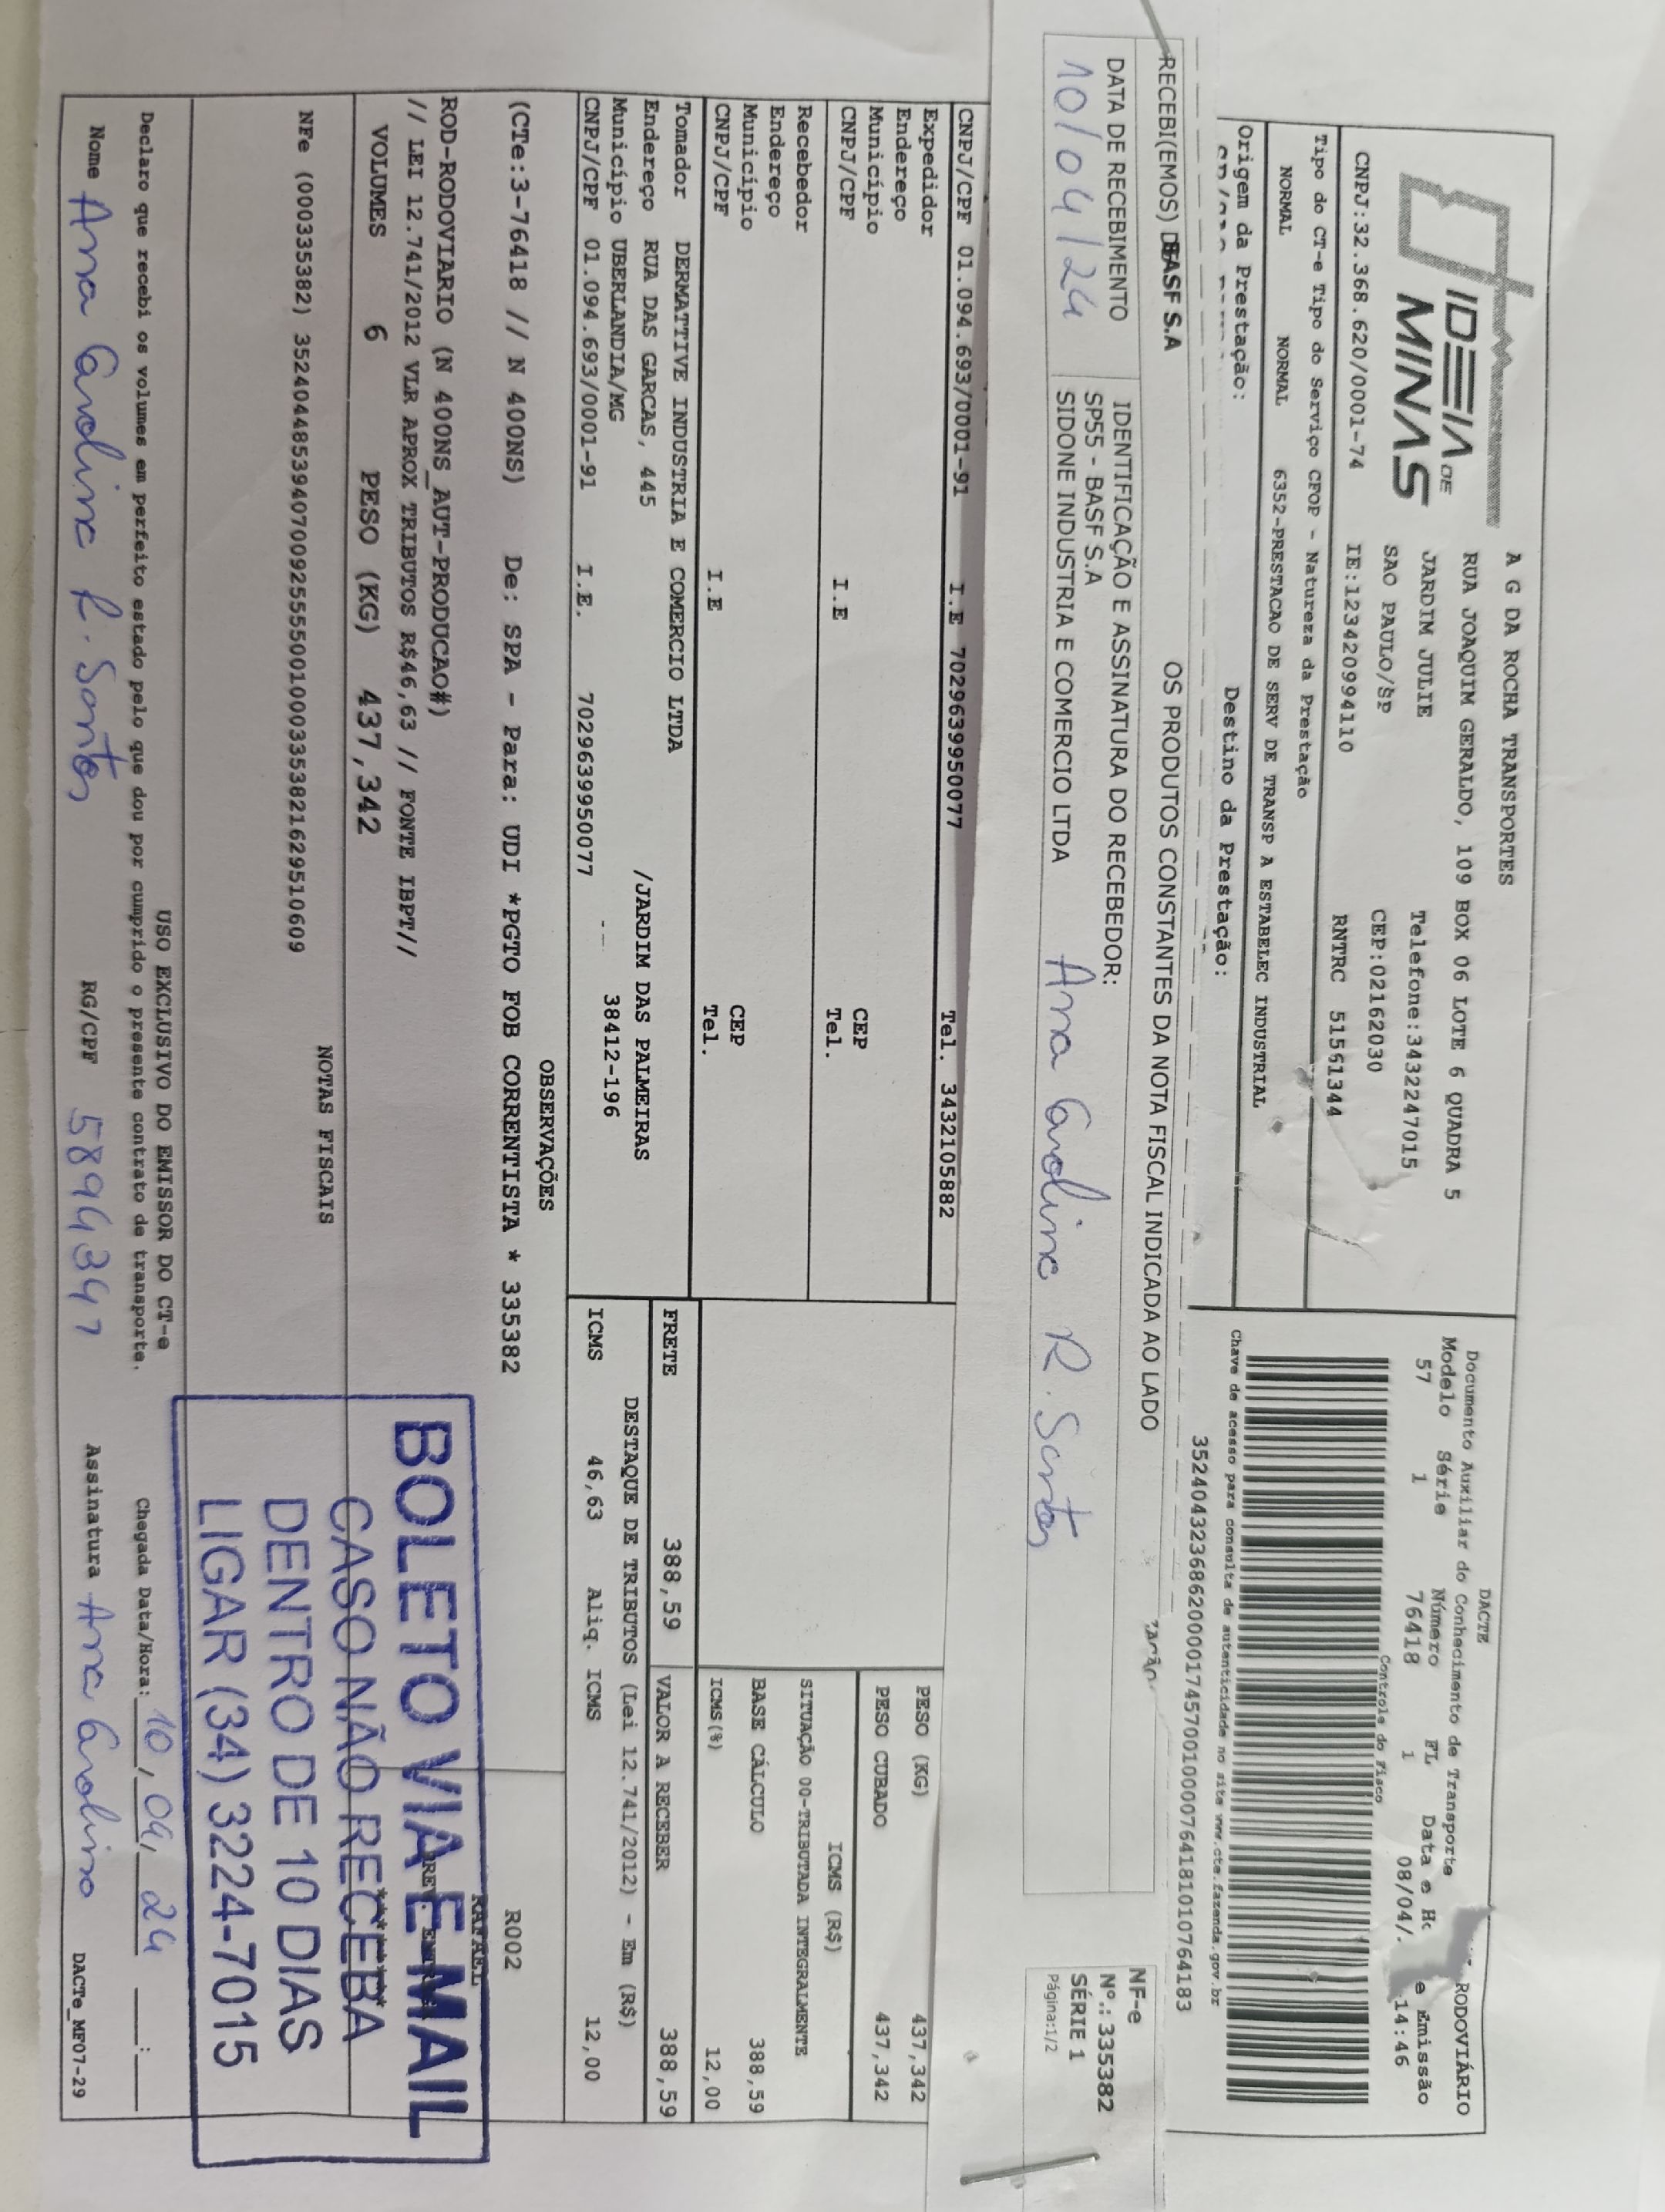 IDEIA DE
MINAS
A G DA ROCHA TRANSPORTES
RUA JOAQUIM GERALDO, 109 BOX 06 LOTE 6 QUADRA 5
JARDIM JULIE Telefone:3432247015
SAO PAULO/SP CEP:02162030
CNPJ:32.368.620/0001-74 IE:123420994110 RNTRC 51561344
Tipo do CT-e Tipo do Serviço CFOP - Natureza da Prestação
NORMAL NORMAL 6352-PRESTACAO DE SERV DE TRANSP A ESTABELEC INDUSTRIAL
Origem da Prestação: Destino da Prestação:
DACTE RODOVIÁRIO
Documento Auxiliar do Conhecimento de Transporte
Modelo Série Número FL Data e e Emissão
57 1 76418 1 08/04/ 14:46
Controle do Fisco
Chave de acesso para consulta de autenticidade no site www.cte.fazenda.gov.br
35240432368620000174570010000764181010764183
RECEBI(EMOS) DE BASF S.A OS PRODUTOS CONSTANTES DA NOTA FISCAL INDICADA AO LADO
DATA DE RECEBIMENTO IDENTIFICAÇÃO E ASSINATURA DO RECEBEDOR:
10/04/24 SP55 - BASF S.A
SIDONE INDUSTRIA E COMERCIO LTDA Ana Caroline R. Santos
NF-e
Nº.: 335382
SÉRIE 1
Página:1/2
CNPJ/CPF 01.094.693/0001-91 I.E 7029639950077 Tel. 3432105882
Expedidor
Endereço
Município CEP
CNPJ/CPF I.E Tel.
Recebedor
Endereço
Município CEP
CNPJ/CPF I.E Tel.
Tomador DERMATTIVE INDUSTRIA E COMERCIO LTDA
Endereço RUA DAS GARCAS, 445 /JARDIM DAS PALMEIRAS
Município UBERLANDIA/MG 38412-196
CNPJ/CPF 01.094.693/0001-91 I.E. 7029639950077
PESO (KG) 437,342
PESO CUBADO 437,342
ICMS (R$)
SITUAÇÃO 00-TRIBUTADA INTEGRALMENTE
BASE CÁLCULO 388,59
ICMS(%) 12,00
FRETE 388,59 VALOR A RECEBER 388,59
DESTAQUE DE TRIBUTOS (Lei 12.741/2012) - Em (R$)
ICMS 46,63 Aliq. ICMS 12,00
OBSERVAÇÕES
(CTe:3-76418 // N 400NS) De: SPA - Para: UDI *PGTO FOB CORRENTISTA * 335382 R002
RAFAEL
ROD-RODOVIARIO (N 400NS_AUT-PRODUCAO#)
// LEI 12.741/2012 VLR APROX TRIBUTOS R$46,63 // FONTE IBPT//
VOLUMES 6 PESO (KG) 437,342
BOLETO VIA E-MAIL
CASO NÃO RECEBA
DENTRO DE 10 DIAS
LIGAR (34) 3224-7015
NOTAS FISCAIS
NFe (000335382) 35240448539407009255550010003353821629510609
USO EXCLUSIVO DO EMISSOR DO CT-e
Declaro que recebi os volumes em perfeito estado pelo que dou por cumprido o presente contrato de transporte. Chegada Data/Hora: 10/04/24 __:__
Nome Ana Caroline R. Santos RG/CPF 589943497 Assinatura Ana Caroline DACTe_MF07-29